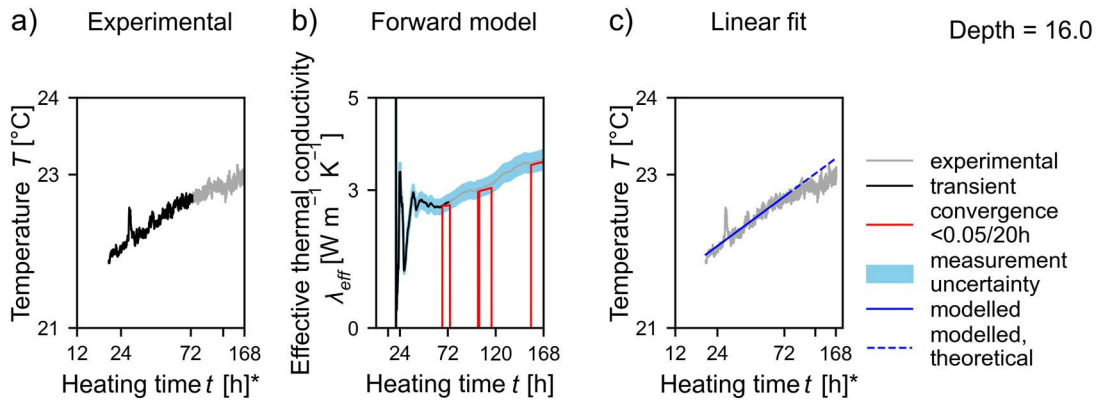 a) Experimental
b) Forward model
c) Linear fit
Depth = 16.0
Temperature T [°C]
24
23
21
12 24 72 168
Heating time t [h]*
Effective thermal conductivity
λeff [W m⁻¹ K⁻¹]
5
3
0
24 72 120 168
Heating time t [h]
Temperature T [°C]
24
23
21
12 24 72 168
Heating time t [h]*
experimental
transient
convergence
<0.05/20h
measurement
uncertainty
modelled
modelled,
theoretical